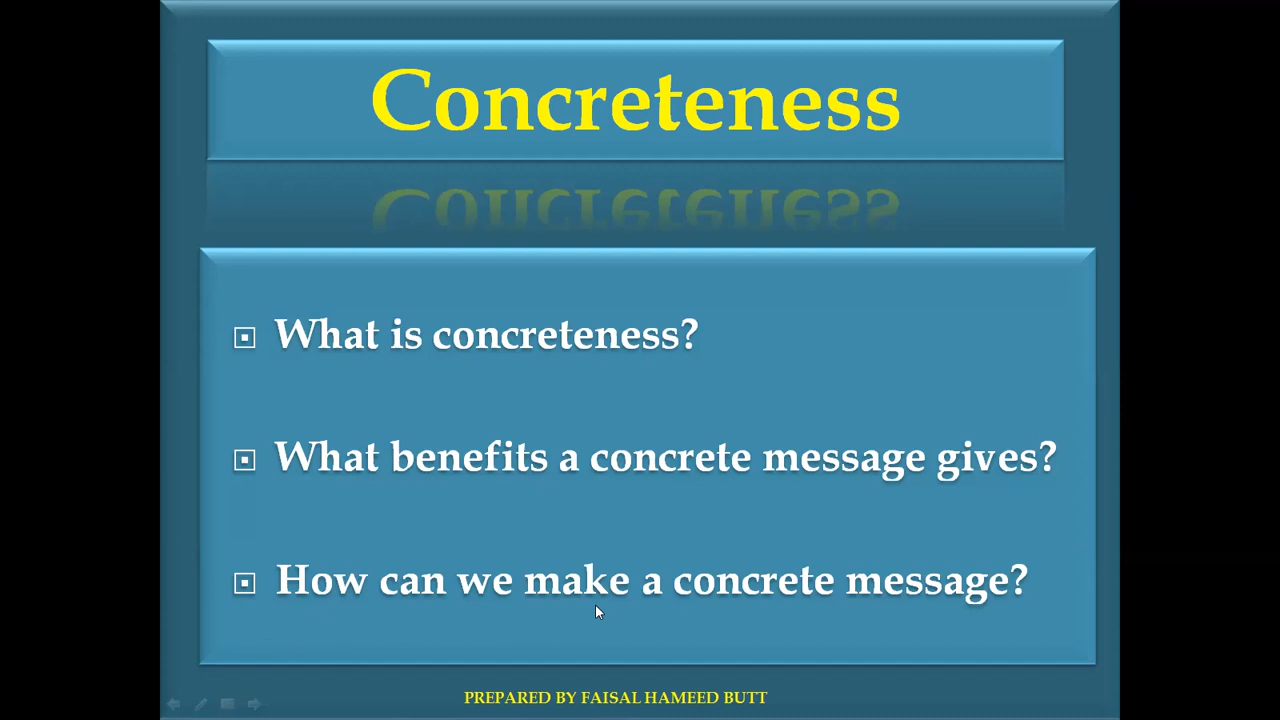 Concreteness
What is concreteness?
What benefits a concrete message gives?
How can we make a concrete message?
PREPARED BY FAISAL HAMEED BUTT